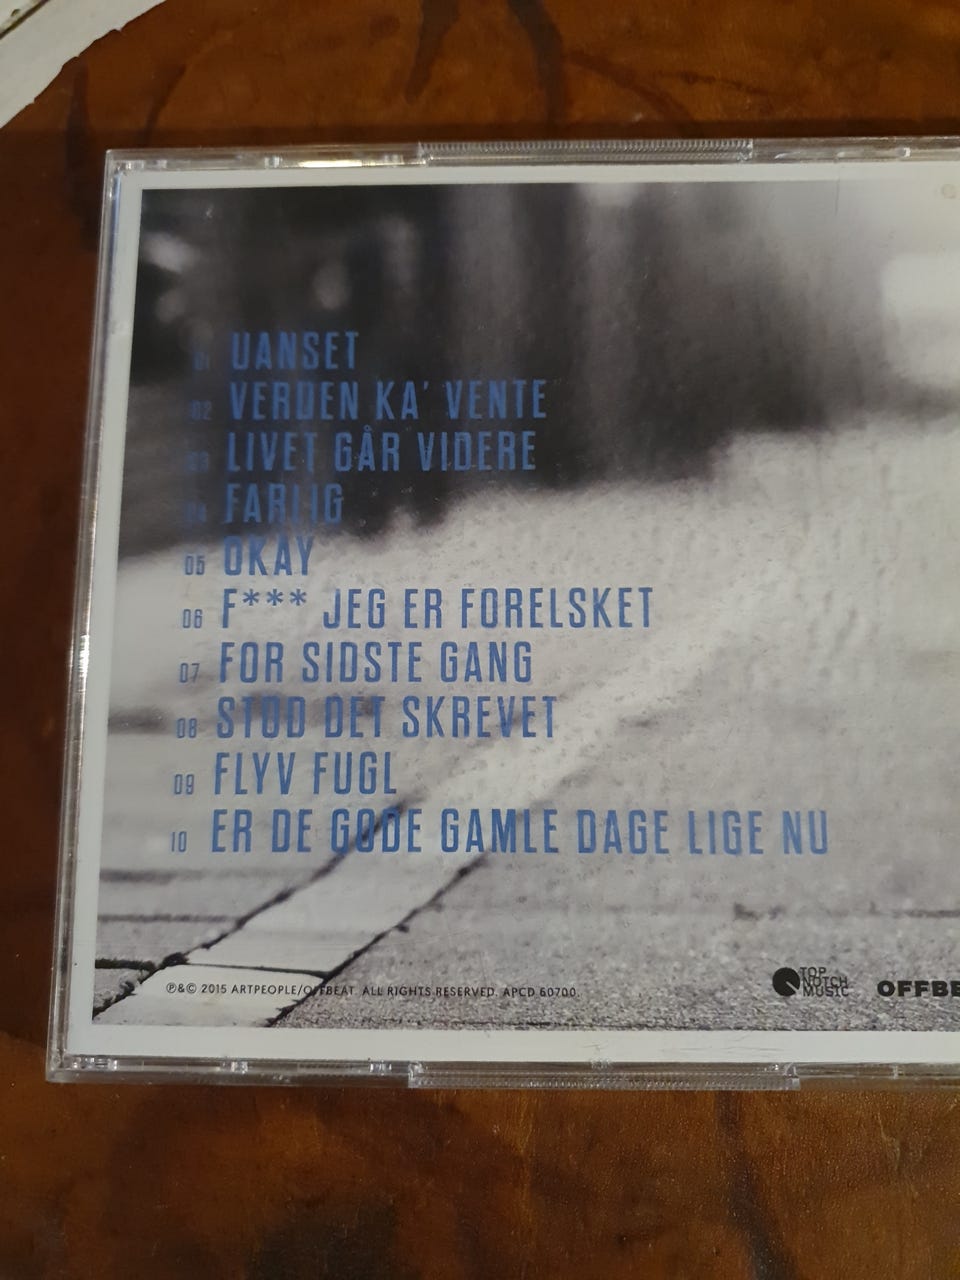 01 UANSET
02 VERDEN KA' VENTE
03 LIVET GÅR VIDERE
04 FARLIG
05 OKAY
06 F*** JEG ER FORELSKET
07 FOR SIDSTE GANG
08 STOD DET SKREVET
09 FLYV FUGL
10 ER DE GODE GAMLE DAGE LIGE NU
℗&© 2015 ARTPEOPLE/OFFBEAT. ALL RIGHTS RESERVED. APCD 60700.
TOP
NOTCH
MUSIC
OFFBE